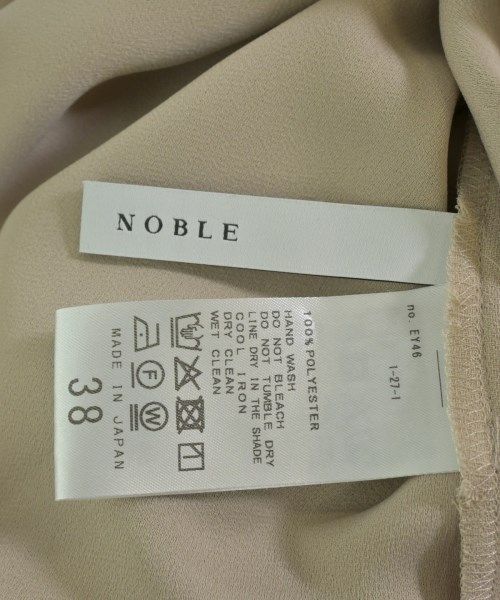 NOBLE
no. EY46
1-27-1
100% POLYESTER
HAND WASH
DO NOT BLEACH
DO NOT TUMBLE DRY
LINE DRY IN THE SHADE
COOL IRON
DRY CLEAN
WET CLEAN
F
W
MADE IN JAPAN
38